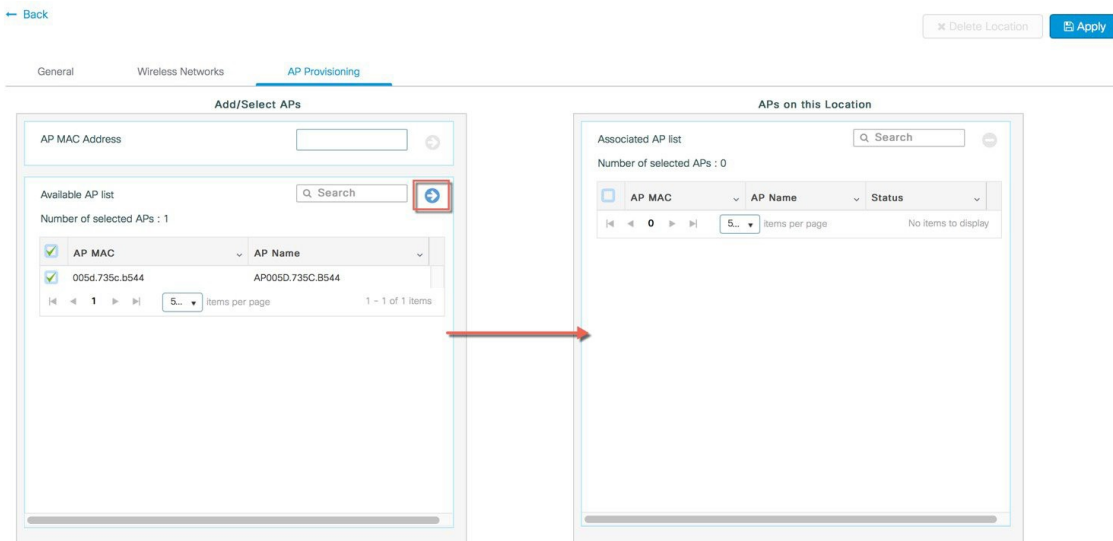 ← Back
✖ Delete Location
Apply
General
Wireless Networks
AP Provisioning
Add/Select APs
AP MAC Address
Available AP list
Search
Number of selected APs : 1
AP MAC
AP Name
005d.735c.b544
AP005D.735C.B544
1
5...
items per page
1 - 1 of 1 items
APs on this Location
Associated AP list
Search
Number of selected APs : 0
AP MAC
AP Name
Status
0
5...
items per page
No items to display